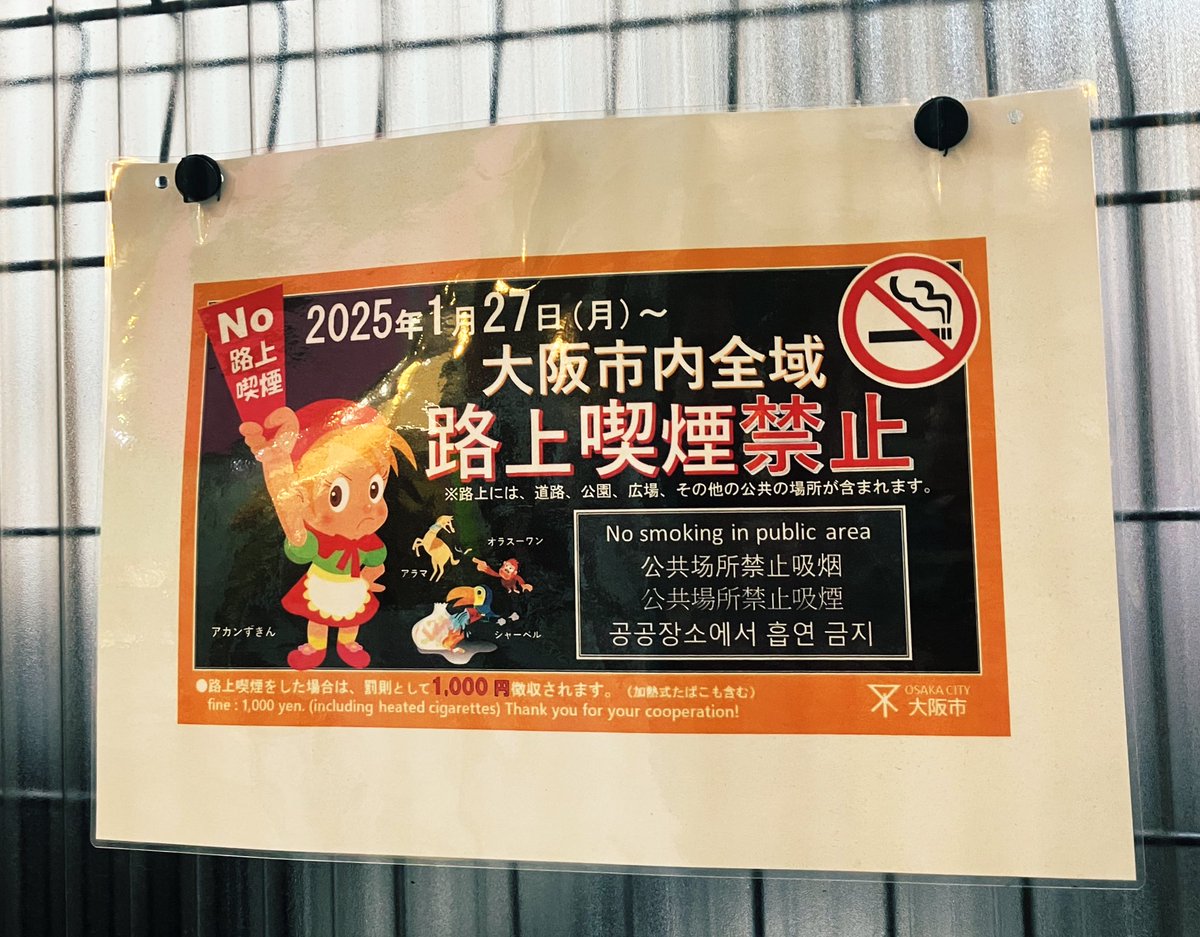 No
路上
喫煙
2025年1月27日(月)~
大阪市内全域
路上喫煙禁止
※路上には、道路、公園、広場、その他の公共の場所が含まれます。
オラスーワン
アラマ
シャーベル
アカンずきん
No smoking in public area
公共场所禁止吸烟
公共場所禁止吸煙
공공장소에서 흡연 금지
●路上喫煙をした場合は、罰則として1,000円徴収されます。(加熱式たばこも含む)
fine : 1,000 yen. (including heated cigarettes) Thank you for your cooperation!
OSAKA CITY
大阪市